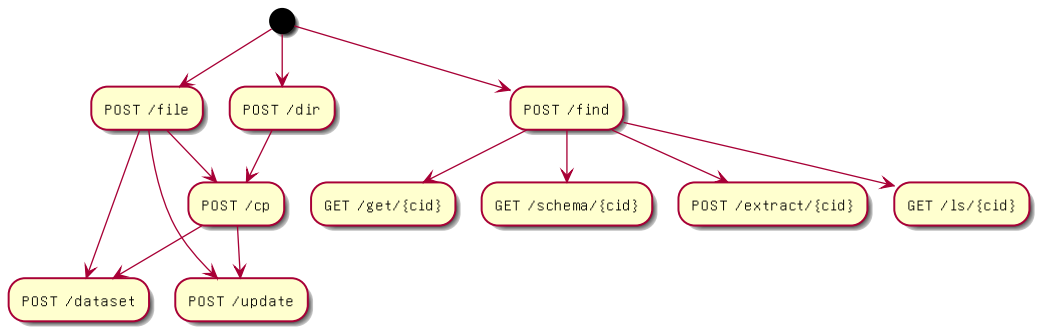 POST /file
POST /dir
POST /find
POST /cp
GET /get/{cid}
GET /schema/{cid}
POST /extract/{cid}
GET /ls/{cid}
POST /dataset
POST /update